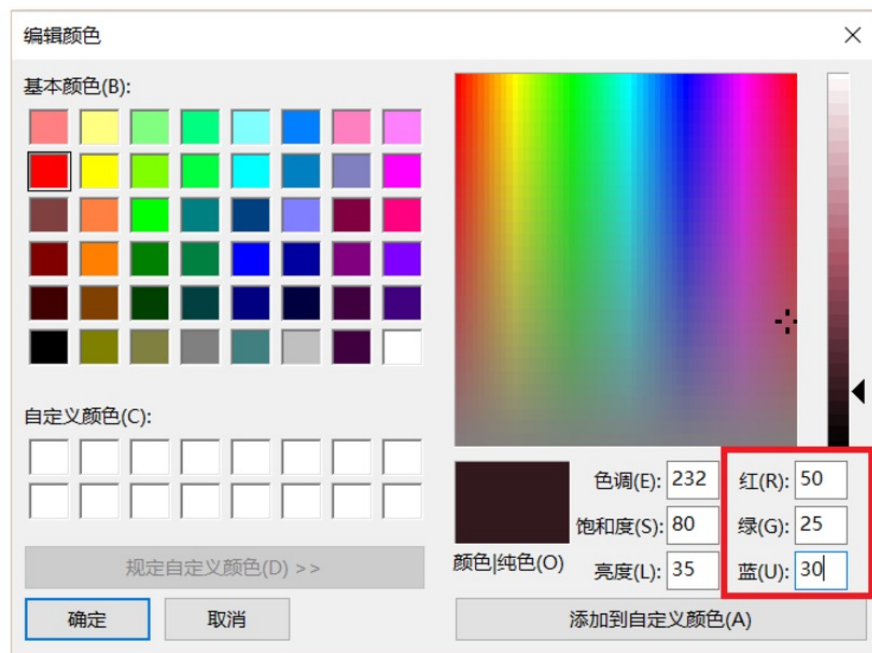 编辑颜色
基本颜色(B):
自定义颜色(C):
规定自定义颜色(D) >>
确定
取消
颜色|纯色(O)
色调(E): 232
饱和度(S): 80
亮度(L): 35
红(R): 50
绿(G): 25
蓝(U): 30
添加到自定义颜色(A)